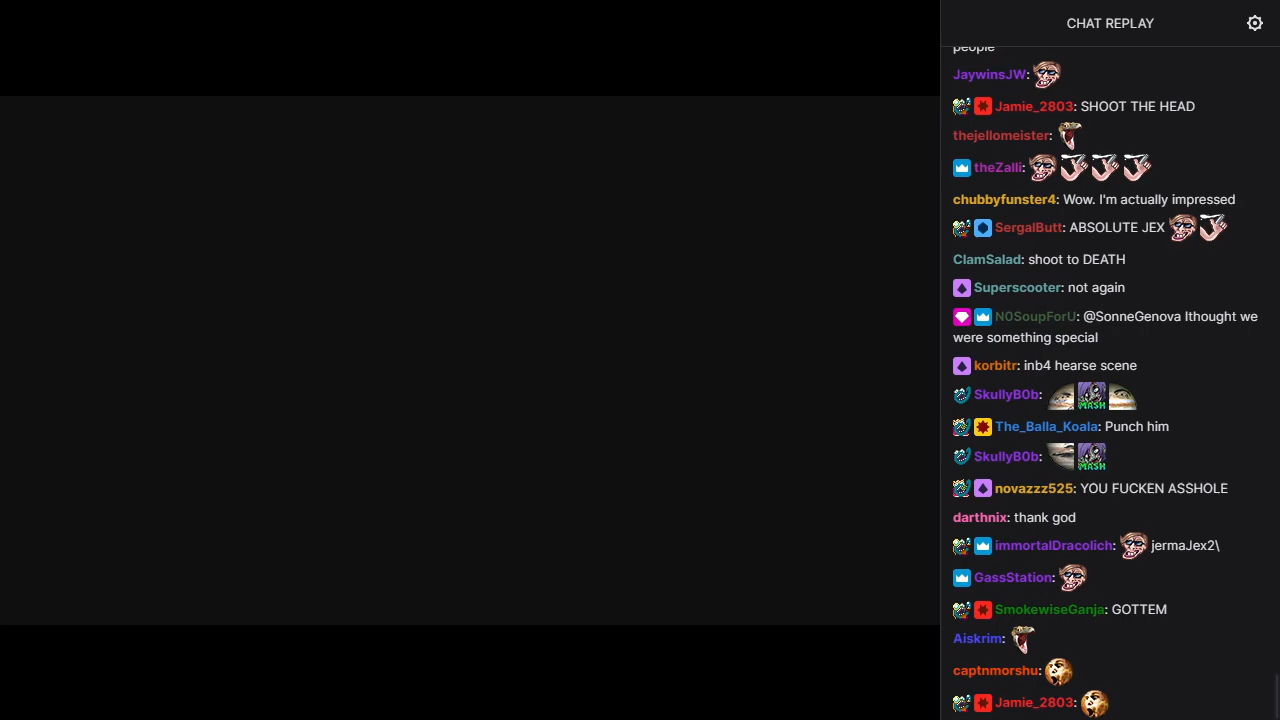 CHAT REPLAY
people
JaywinsJW:
Jamie_2803: SHOOT THE HEAD
thejellomeister:
theZalli:
chubbyfunster4: Wow. I'm actually impressed
SergalButt: ABSOLUTE JEX
ClamSalad: shoot to DEATH
Superscooter: not again
N0SoupForU: @SonneGenova Ithought we
were something special
korbitr: inb4 hearse scene
SkullyB0b: MASH
The_Balla_Koala: Punch him
SkullyB0b: MASH
novazzz525: YOU FUCKEN ASSHOLE
darthnix: thank god
immortalDracolich: jermaJex2\
GassStation:
SmokewiseGanja: GOTTEM
Aiskrim:
captnmorshu:
Jamie_2803: